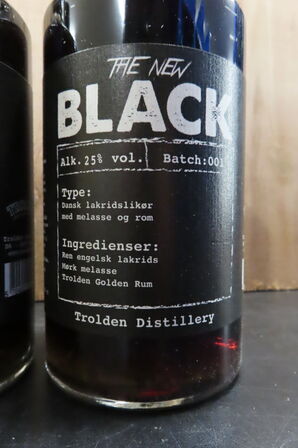 THE NEW
BLACK
Alk. 25% vol. Batch:001
Type:
Dansk lakridslikør
med melasse og rom
Ingredienser:
Ren engelsk lakrids
Mørk melasse
Trolden Golden Rum
Trolden Distillery